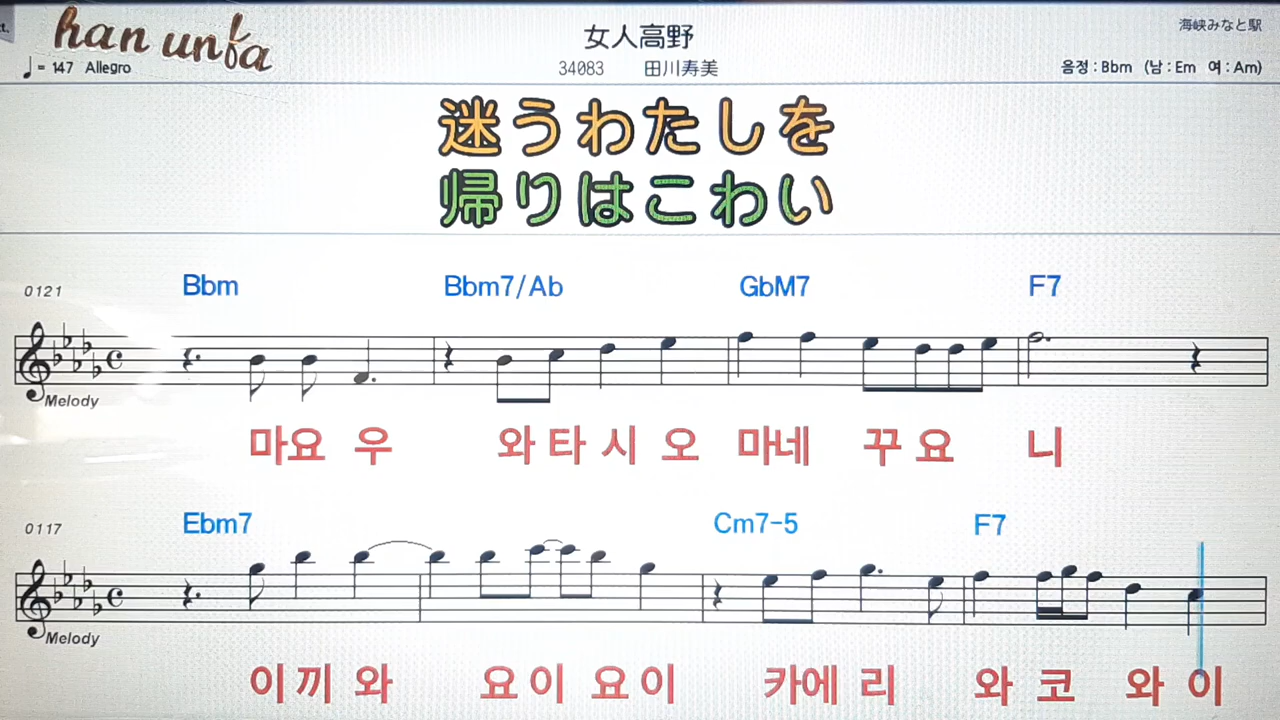 han unfa
女人高野
海峡みなと駅
♩= 147 Allegro
34083 田川寿美
음정 : Bbm (남 : Em 여 : Am)
迷うわたしを
帰りはこわい
0121
Bbm Bbm7/Ab GbM7 F7
Melody
마요 우 와 타 시 오 마네 꾸 요 니
0117
Ebm7 Cm7-5 F7
Melody
이 끼 와 요 이 요 이 카에 리 와 코 와 이